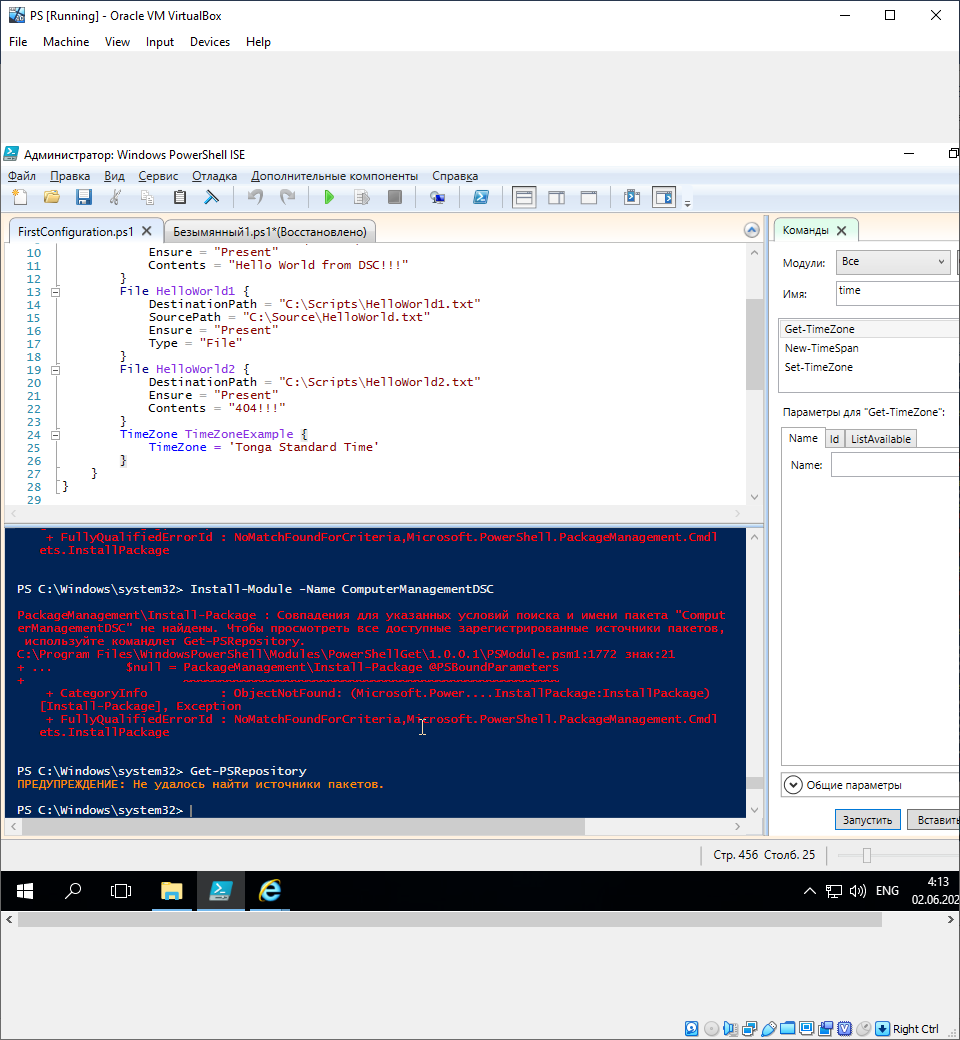 PS [Running] - Oracle VM VirtualBox
File Machine View Input Devices Help
Администратор: Windows PowerShell ISE
Файл Правка Вид Сервис Отладка Дополнительные компоненты Справка
FirstConfiguration.ps1 Безымянный1.ps1*(Восстановлено)
10 Ensure = "Present"
11 Contents = "Hello World from DSC!!!"
12 }
13 File HelloWorld1 {
14 DestinationPath = "C:\Scripts\HelloWorld1.txt"
15 SourcePath = "C:\Source\HelloWorld.txt"
16 Ensure = "Present"
17 Type = "File"
18 }
19 File HelloWorld2 {
20 DestinationPath = "C:\Scripts\HelloWorld2.txt"
21 Ensure = "Present"
22 Contents = "404!!!"
23 }
24 TimeZone TimeZoneExample {
25 TimeZone = 'Tonga Standard Time'
26 }
27 }
28 }
29
+ FullyQualifiedErrorId : NoMatchFoundForCriteria,Microsoft.PowerShell.PackageManagement.Cmdl
ets.InstallPackage
PS C:\Windows\system32> Install-Module -Name ComputerManagementDSC
PackageManagement\Install-Package : Совпадения для указанных условий поиска и имени пакета "Comput
erManagementDSC" не найдены. Чтобы просмотреть все доступные зарегистрированные источники пакетов,
используйте командлет Get-PSRepository.
C:\Program Files\WindowsPowerShell\Modules\PowerShellGet\1.0.0.1\PSModule.psm1:1772 знак:21
+ ... $null = PackageManagement\Install-Package @PSBoundParameters
+ ~~~~~~~~~~~~~~~~~~~~~~~~~~~~~~~~~~~~~~~~~~~~~~~~~~~~
+ CategoryInfo : ObjectNotFound: (Microsoft.Power....InstallPackage:InstallPackage)
[Install-Package], Exception
+ FullyQualifiedErrorId : NoMatchFoundForCriteria,Microsoft.PowerShell.PackageManagement.Cmdl
ets.InstallPackage
PS C:\Windows\system32> Get-PSRepository
ПРЕДУПРЕЖДЕНИЕ: Не удалось найти источники пакетов.
PS C:\Windows\system32>
Команды
Модули: Все
Имя: time
Get-TimeZone
New-TimeSpan
Set-TimeZone
Параметры для "Get-TimeZone":
Name Id ListAvailable
Name:
Общие параметры
Запустить Вставить
Стр. 456 Столб. 25
ENG
4:13
02.06.202
Right Ctrl